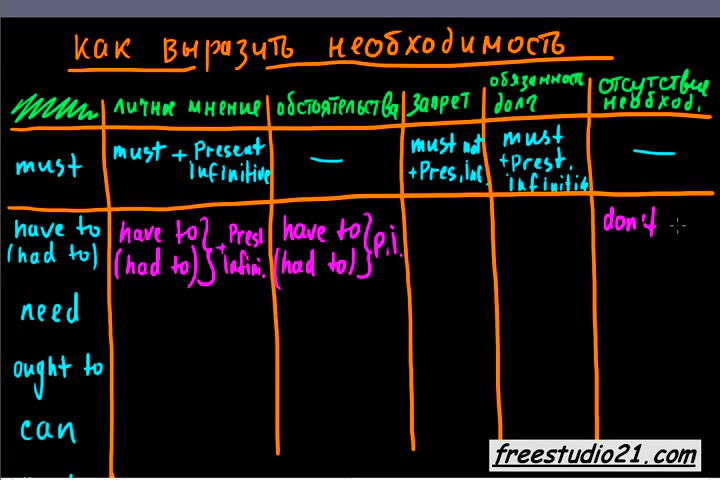 как выразить необходимость
личное мнение
обстоятельства
запрет
обязанность
долг
отсутствие
необход.
must
must + Present
infinitive
—
must not
+ Pres. inf.
must
+ Prest.
infinitive
—
have to
(had to)
have to
(had to)
+ Prest
infini.
have to
(had to)
p.i.
don't
need
ought to
can
freestudio21.com